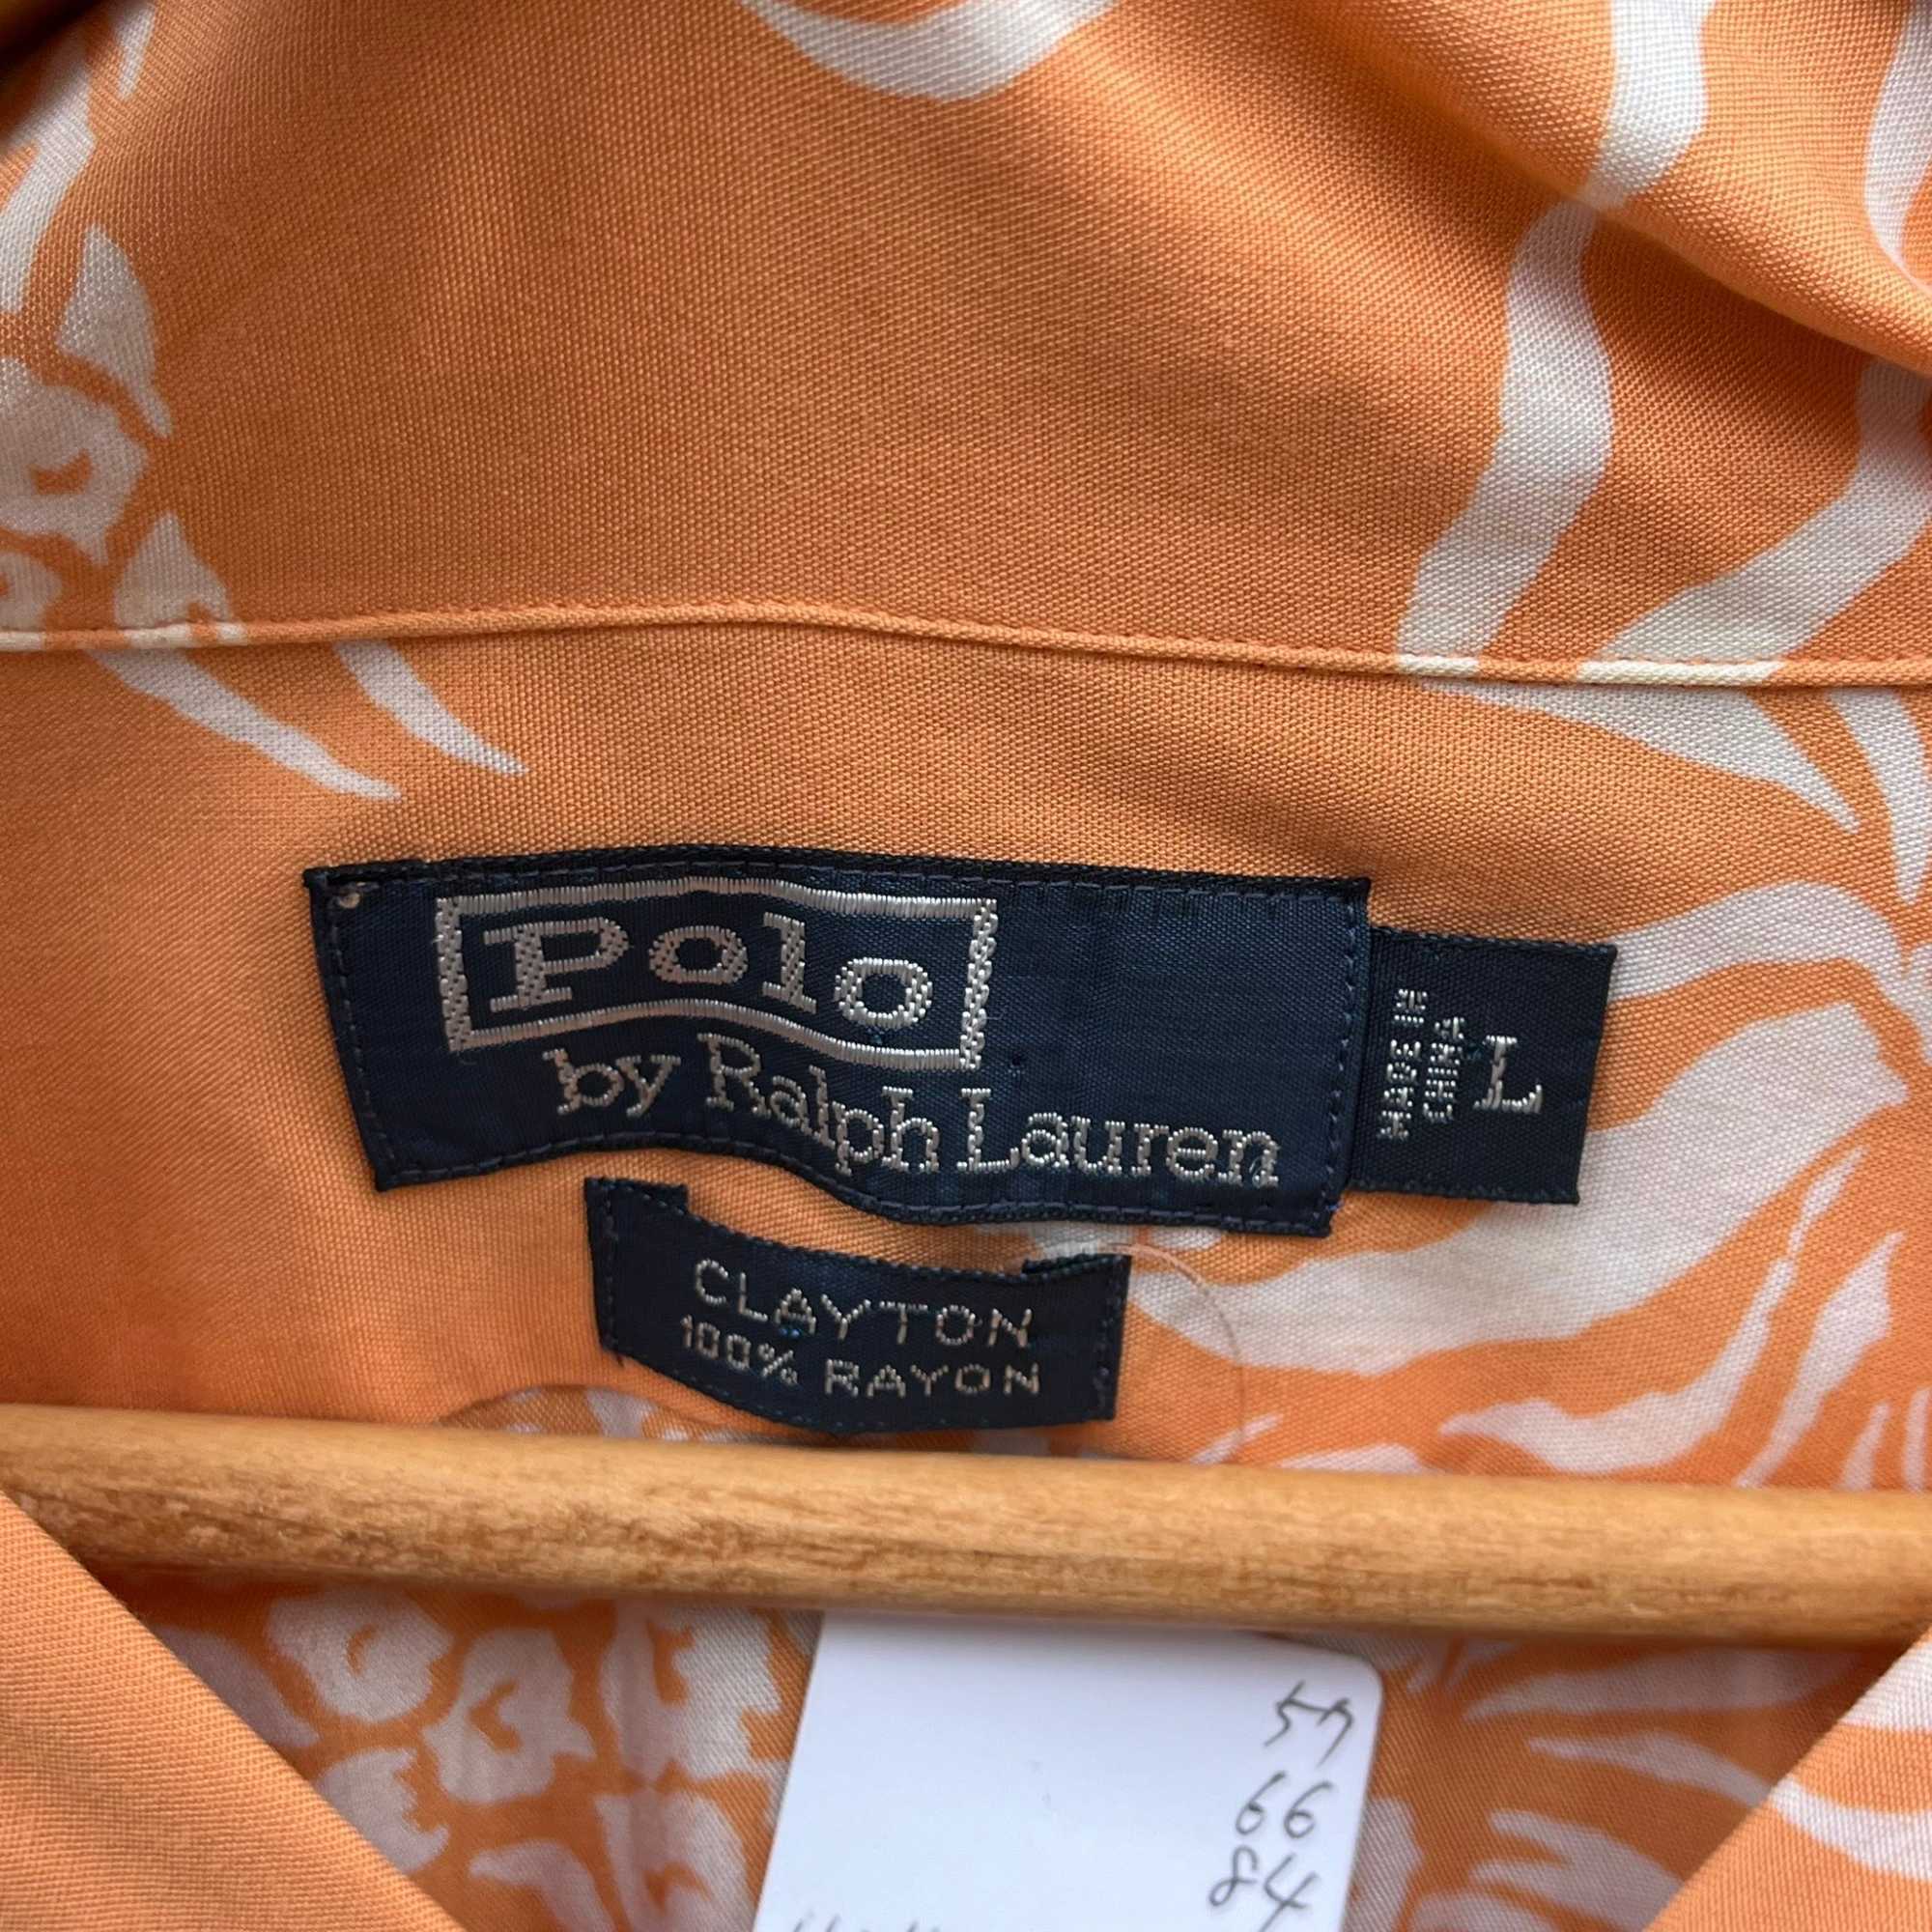 Polo
by Ralph Lauren
MADE IN
CHINA
L
CLAYTON
100% RAYON
57
66
84